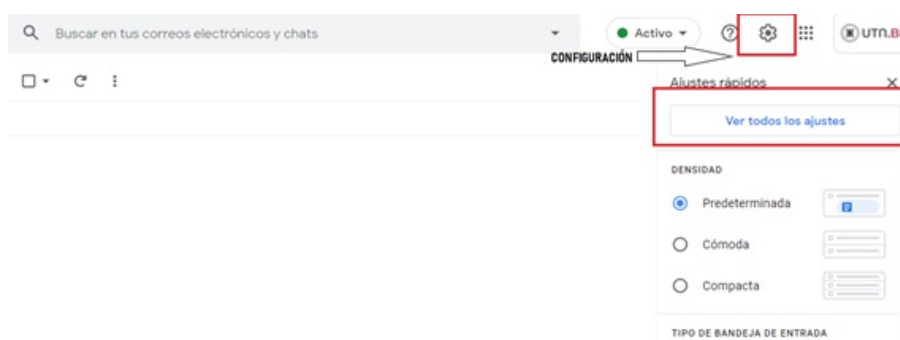 Buscar en tus correos electrónicos y chats
Activo
UTN.B
CONFIGURACIÓN
Ajustes rápidos
Ver todos los ajustes
DENSIDAD
Predeterminada
Cómoda
Compacta
TIPO DE BANDEJA DE ENTRADA